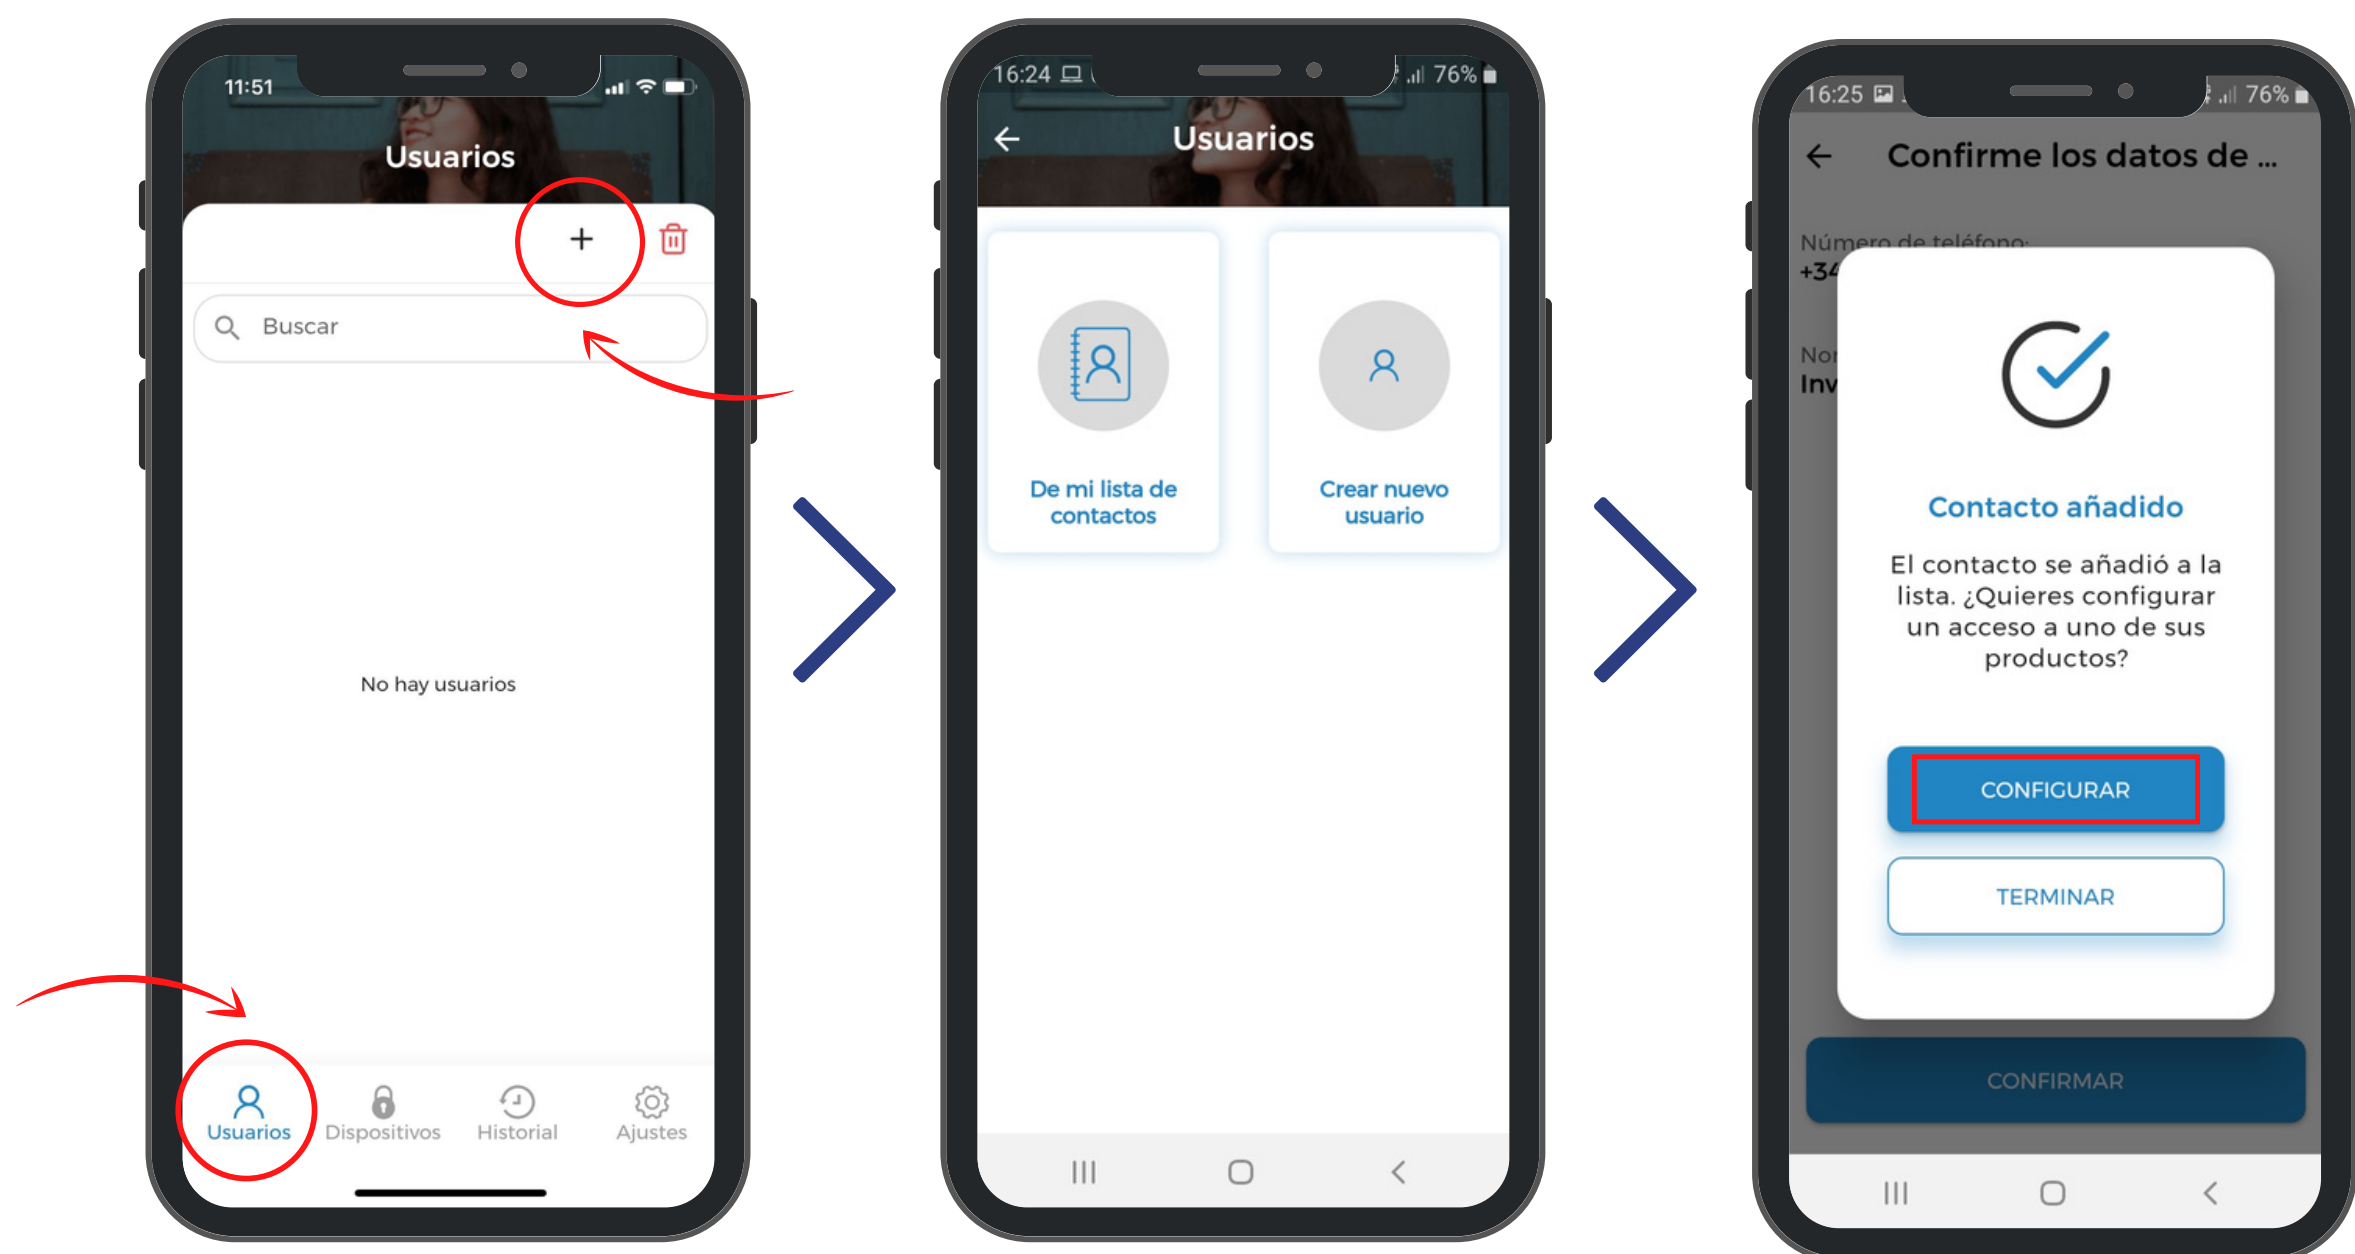 11:51
Usuarios
Buscar
No hay usuarios
Usuarios
Dispositivos
Historial
Ajustes
16:24
76%
Usuarios
De mi lista de
contactos
Crear nuevo
usuario
16:25
76%
Confirme los datos de ...
Número de teléfono:
+34
Contacto añadido
El contacto se añadió a la
lista. ¿Quieres configurar
un acceso a uno de sus
productos?
CONFIGURAR
TERMINAR
CONFIRMAR